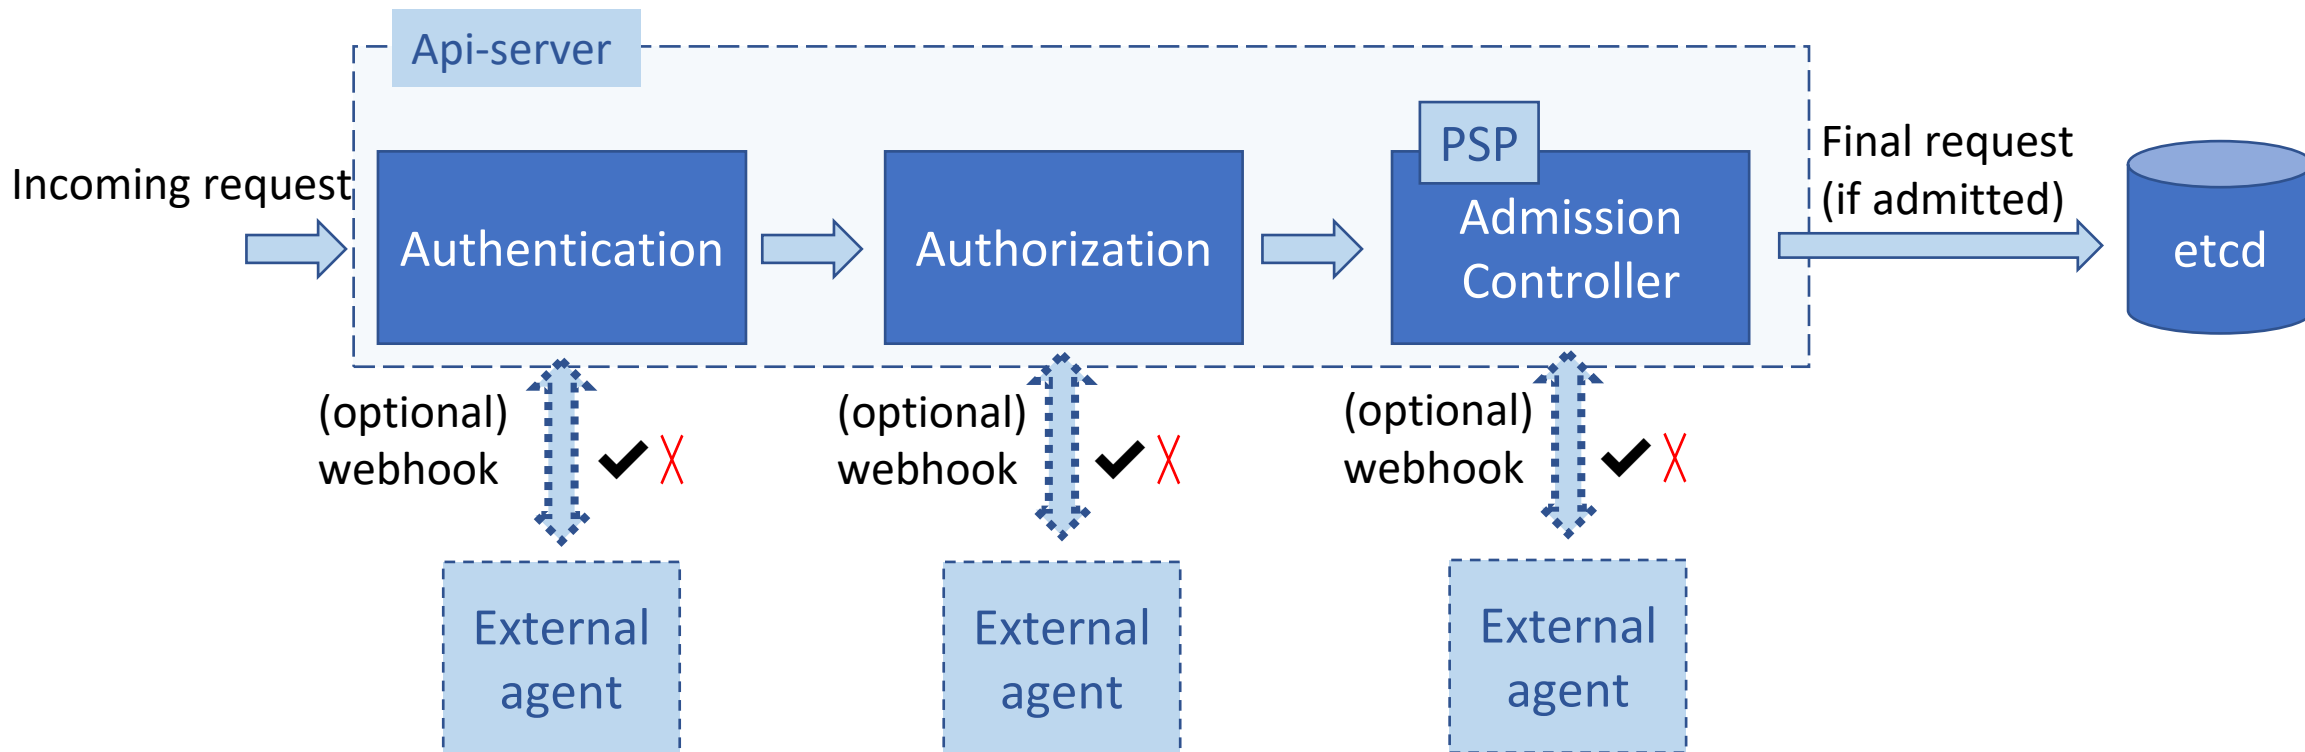 Api-server
Incoming request
Authentication
Authorization
PSP
Admission
Controller
Final request
(if admitted)
etcd
(optional)
webhook
(optional)
webhook
(optional)
webhook
External
agent
External
agent
External
agent